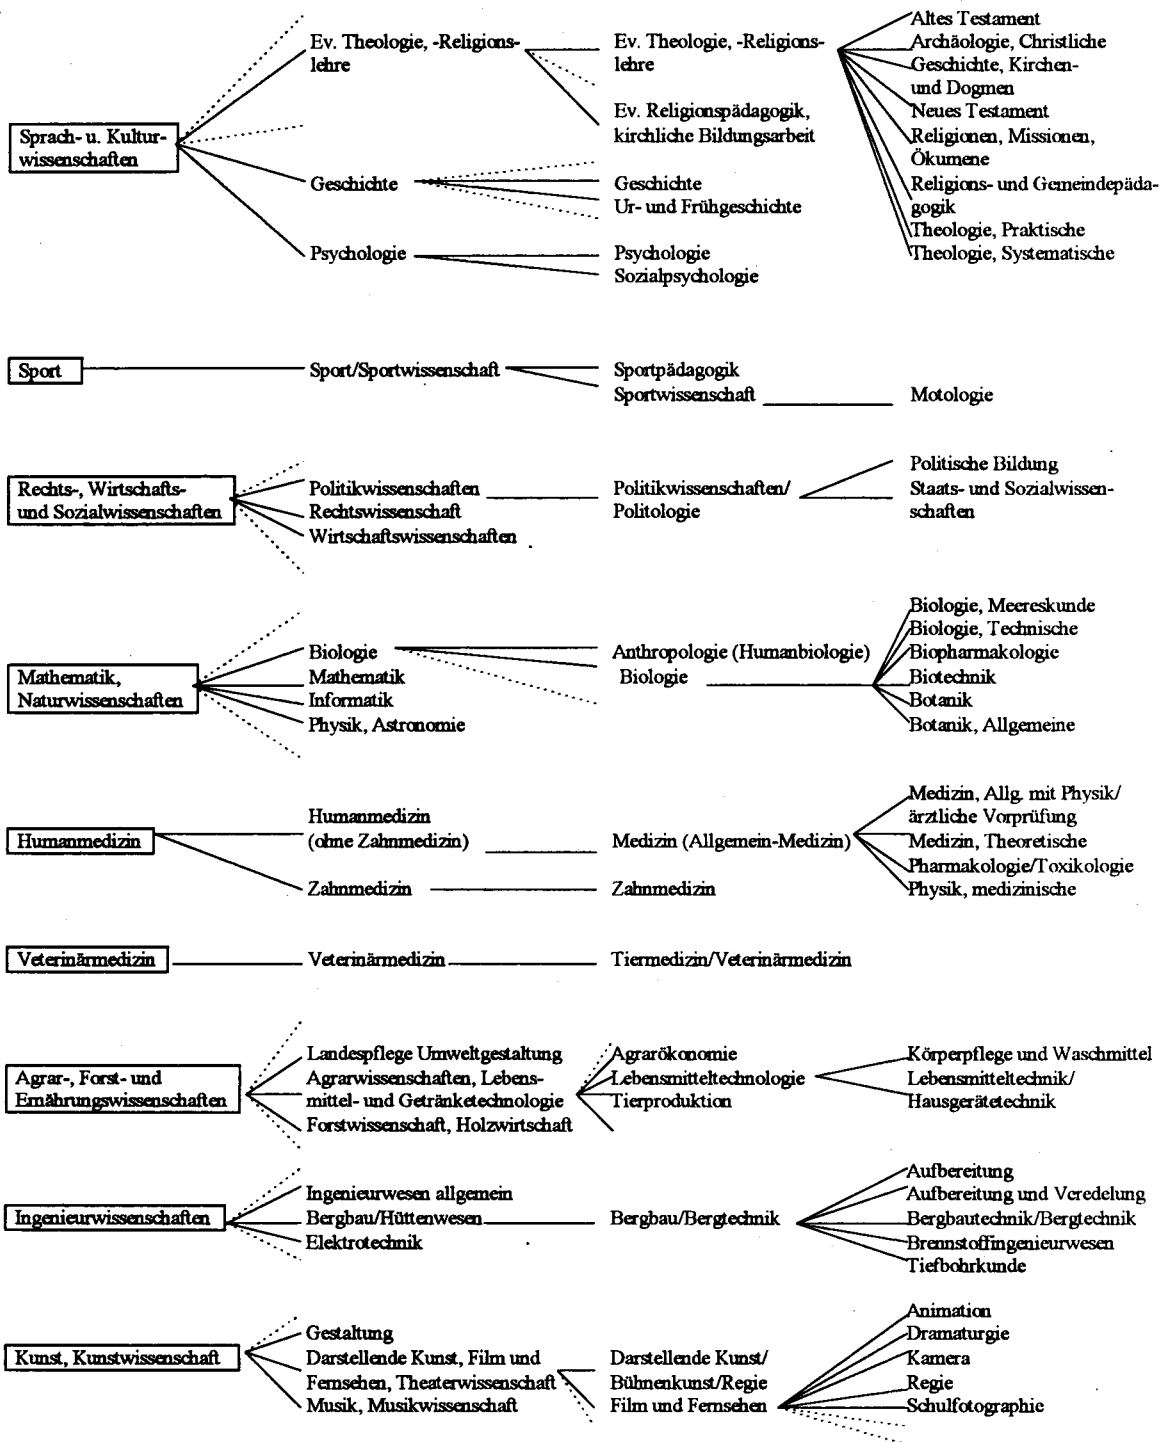 Sprach- u. Kultur-
wissenschaften
Ev. Theologie, -Religions-
lehre
Geschichte
Psychologie
Ev. Theologie, -Religions-
lehre
Ev. Religionspädagogik,
kirchliche Bildungsarbeit
Geschichte
Ur- und Frühgeschichte
Psychologie
Sozialpsychologie
Altes Testament
Archäologie, Christliche
Geschichte, Kirchen-
und Dogmen
Neues Testament
Religionen, Missionen,
Ökumene
Religions- und Gemeindepäda-
gogik
Theologie, Praktische
Theologie, Systematische
Sport
Sport/Sportwissenschaft
Sportpädagogik
Sportwissenschaft
Motologie
Rechts-, Wirtschafts-
und Sozialwissenschaften
Politikwissenschaften
Rechtswissenschaft
Wirtschaftswissenschaften
Politikwissenschaften/
Politologie
Politische Bildung
Staats- und Sozialwissen-
schaften
Mathematik,
Naturwissenschaften
Biologie
Mathematik
Informatik
Physik, Astronomie
Anthropologie (Humanbiologie)
Biologie
Biologie, Meereskunde
Biologie, Technische
Biopharmakologie
Biotechnik
Botanik
Botanik, Allgemeine
Humanmedizin
Humanmedizin
(ohne Zahnmedizin)
Zahnmedizin
Medizin (Allgemein-Medizin)
Zahnmedizin
Medizin, Allg. mit Physik/
ärztliche Vorprüfung
Medizin, Theoretische
Pharmakologie/Toxikologie
Physik, medizinische
Veterinärmedizin
Veterinärmedizin
Tiermedizin/Veterinärmedizin
Agrar-, Forst- und
Ernährungswissenschaften
Landespflege Umweltgestaltung
Agrarwissenschaften, Lebens-
mittel- und Getränketechnologie
Forstwissenschaft, Holzwirtschaft
Agrarökonomie
Lebensmitteltechnologie
Tierproduktion
Körperpflege und Waschmittel
Lebensmitteltechnik/
Hausgerätetechnik
Ingenieurwissenschaften
Ingenieurwesen allgemein
Bergbau/Hüttenwesen
Elektrotechnik
Bergbau/Bergtechnik
Aufbereitung
Aufbereitung und Veredelung
Bergbautechnik/Bergtechnik
Brennstoffingenieurwesen
Tiefbohrkunde
Kunst, Kunstwissenschaft
Gestaltung
Darstellende Kunst, Film und
Fernsehen, Theaterwissenschaft
Musik, Musikwissenschaft
Darstellende Kunst/
Bühnenkunst/Regie
Film und Fernsehen
Animation
Dramaturgie
Kamera
Regie
Schulfotographie